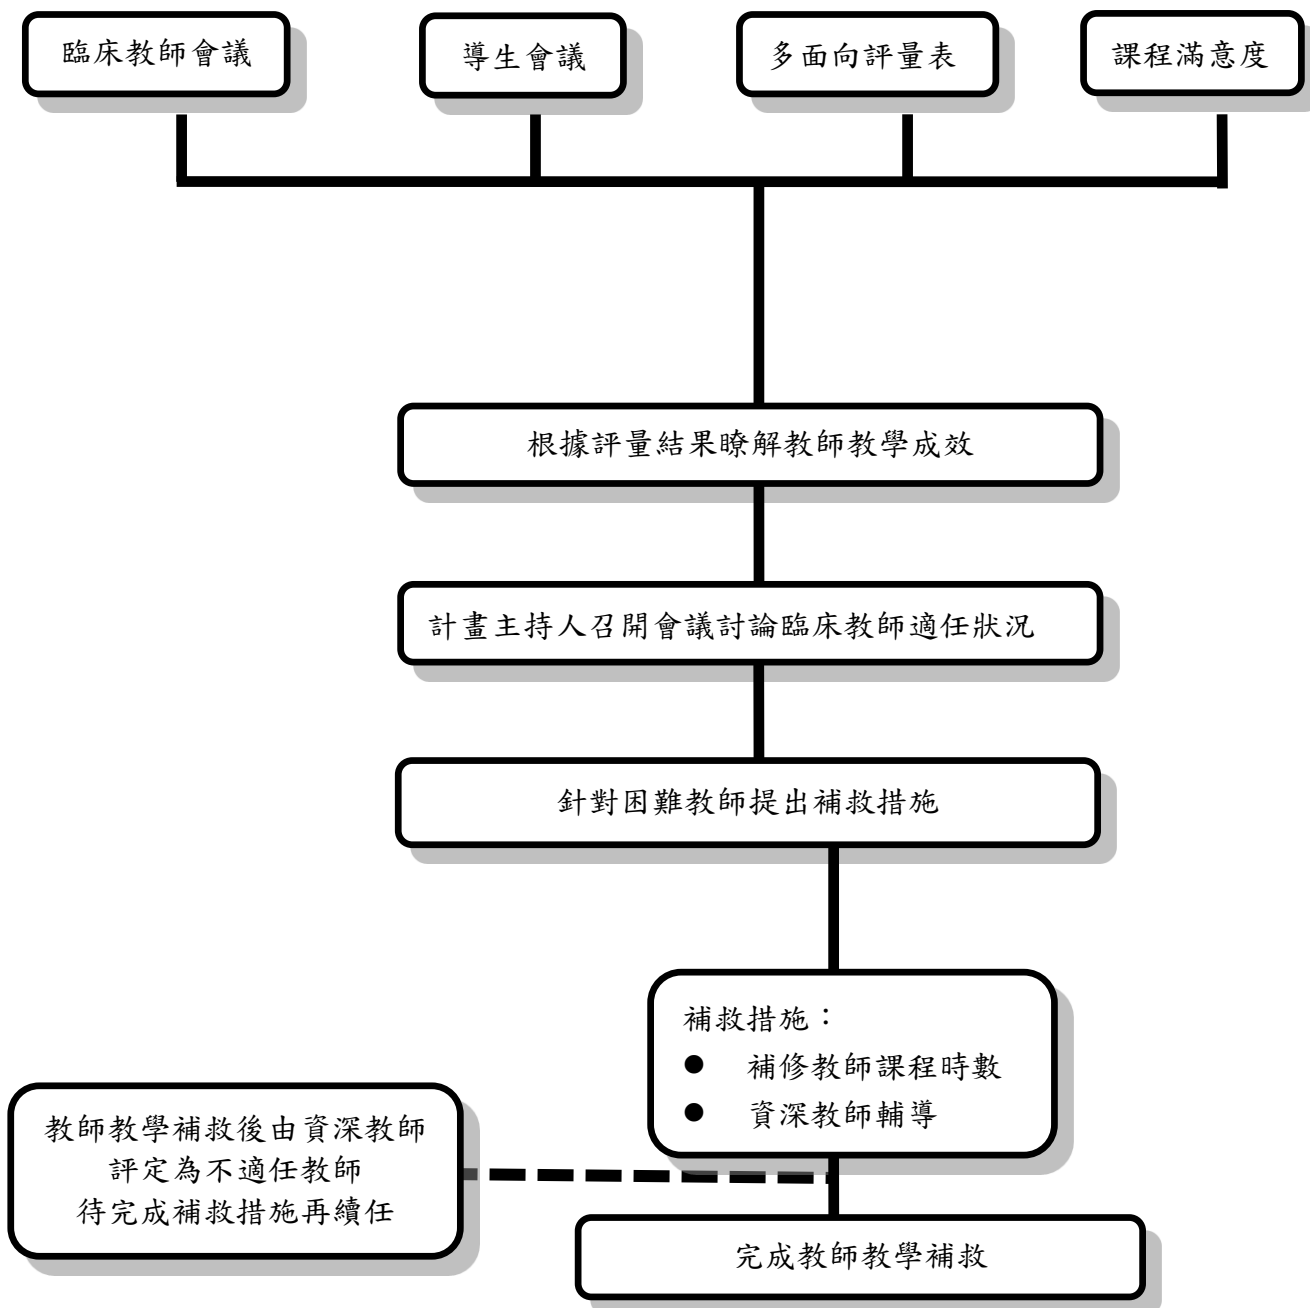 臨床教師會議
導生會議
多面向評量表
課程滿意度
根據評量結果瞭解教師教學成效
計畫主持人召開會議討論臨床教師適任狀況
針對困難教師提出補救措施
補救措施：
● 補修教師課程時數
● 資深教師輔導
教師教學補救後由資深教師
評定為不適任教師
待完成補救措施再續任
完成教師教學補救